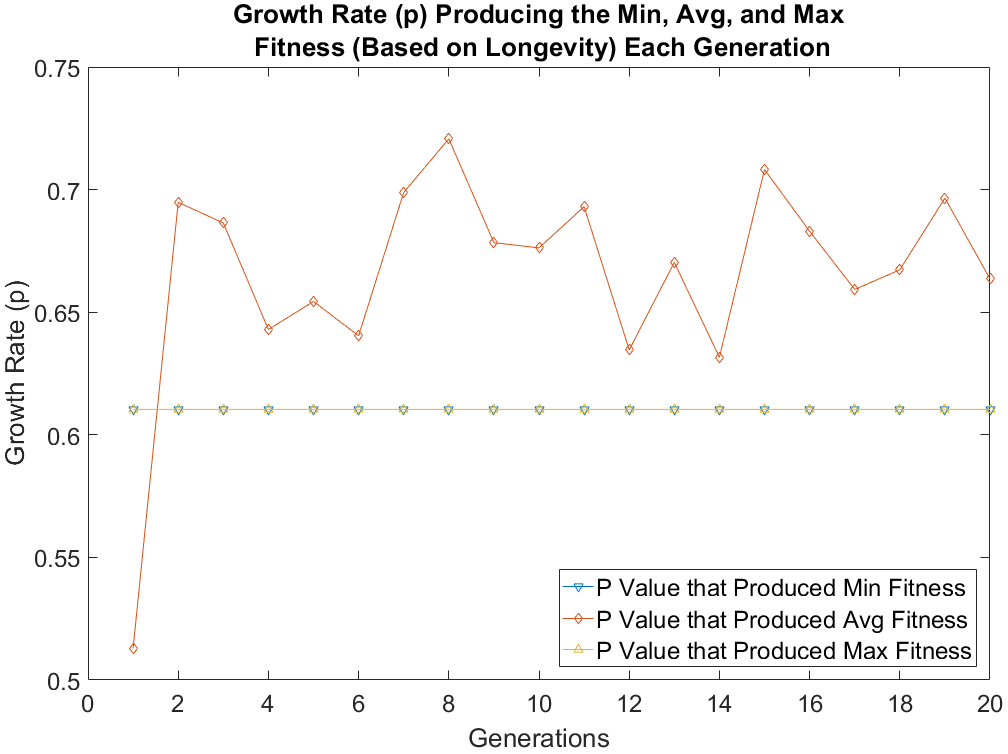 Growth Rate (p) Producing the Min, Avg, and Max
Fitness (Based on Longevity) Each Generation
Growth Rate (p)
0.75
0.7
0.65
0.6
0.55
0.5
P Value that Produced Min Fitness
P Value that Produced Avg Fitness
P Value that Produced Max Fitness
0 2 4 6 8 10 12 14 16 18 20
Generations